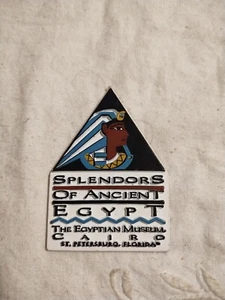 SPLENDORS
OF ANCIENT
EGYPT
THE EGYPTIAN MUSEUM
CAIRO
ST. PETERSBURG, FLORIDA